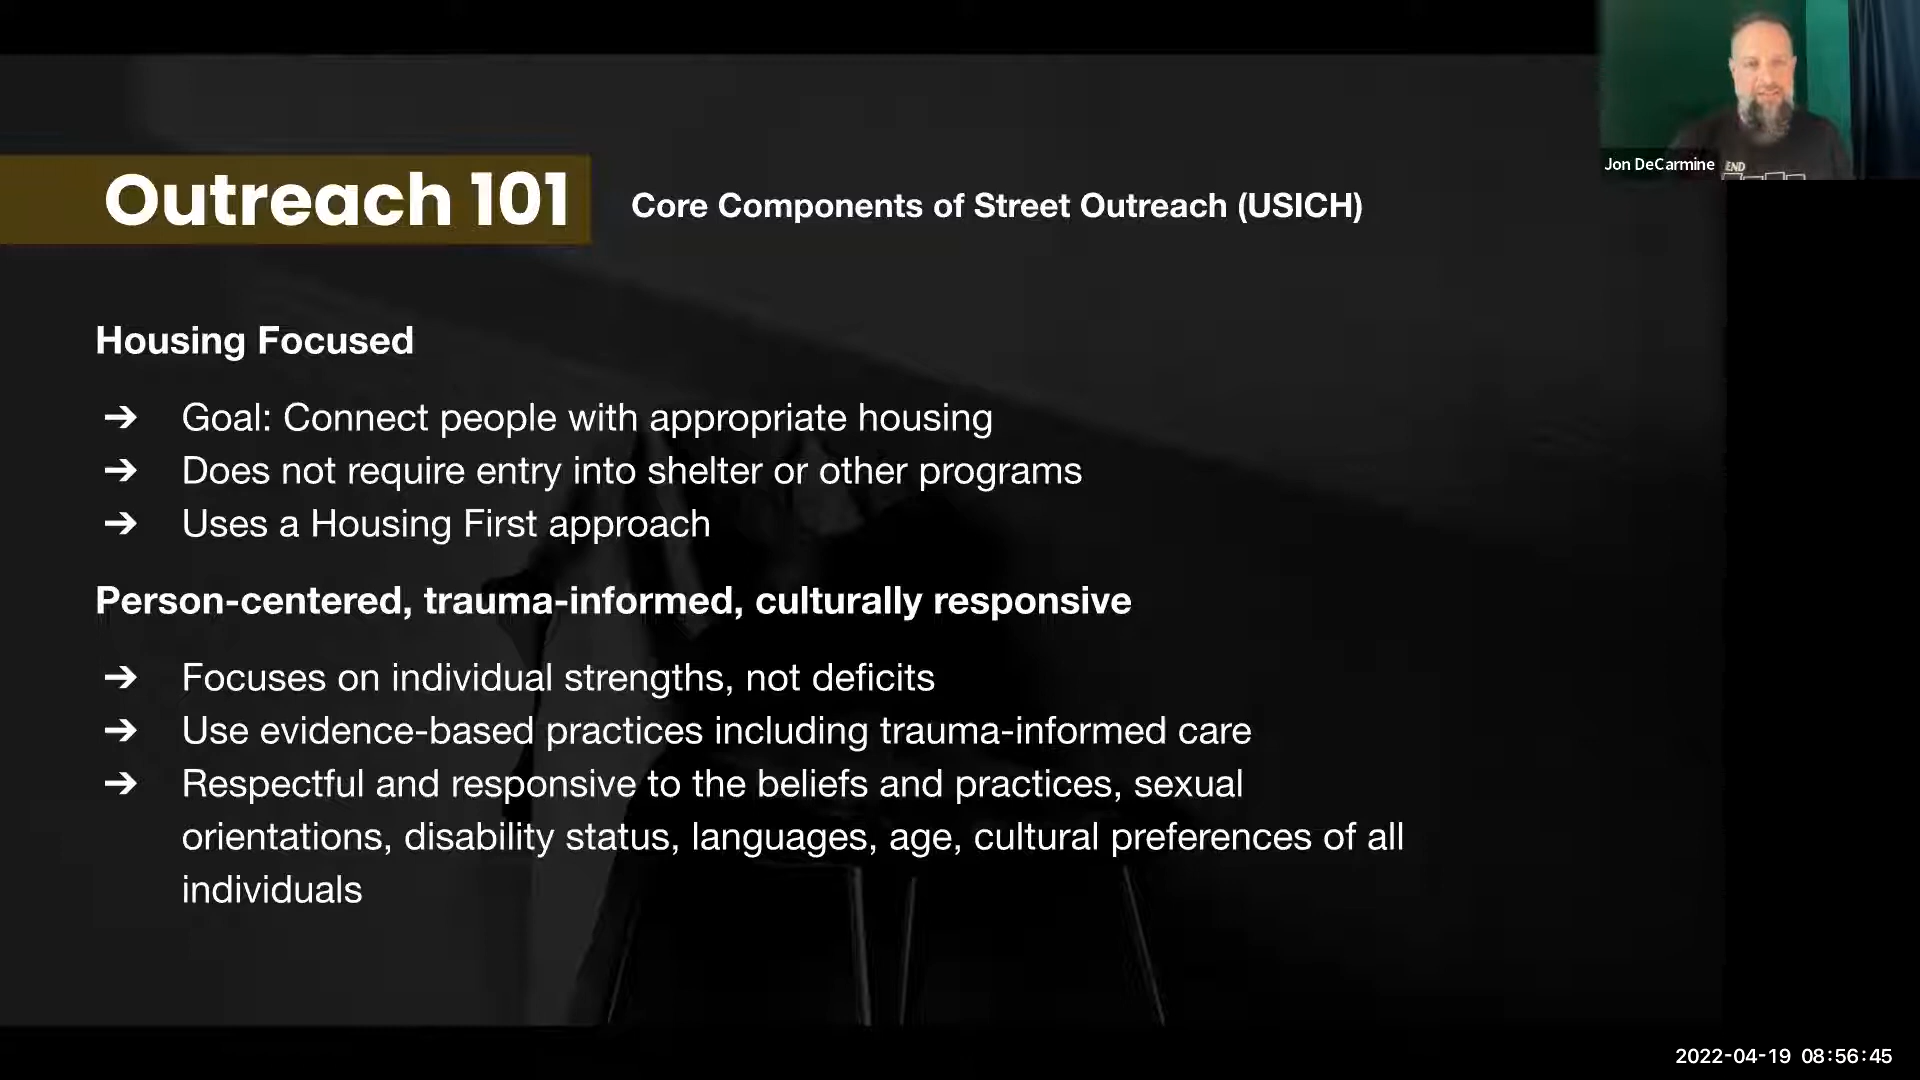 Outreach 101
Core Components of Street Outreach (USICH)
Jon DeCarmine
END
Housing Focused
➔ Goal: Connect people with appropriate housing
➔ Does not require entry into shelter or other programs
➔ Uses a Housing First approach
Person-centered, trauma-informed, culturally responsive
➔ Focuses on individual strengths, not deficits
➔ Use evidence-based practices including trauma-informed care
➔ Respectful and responsive to the beliefs and practices, sexual
orientations, disability status, languages, age, cultural preferences of all
individuals
2022-04-19 08:56:45